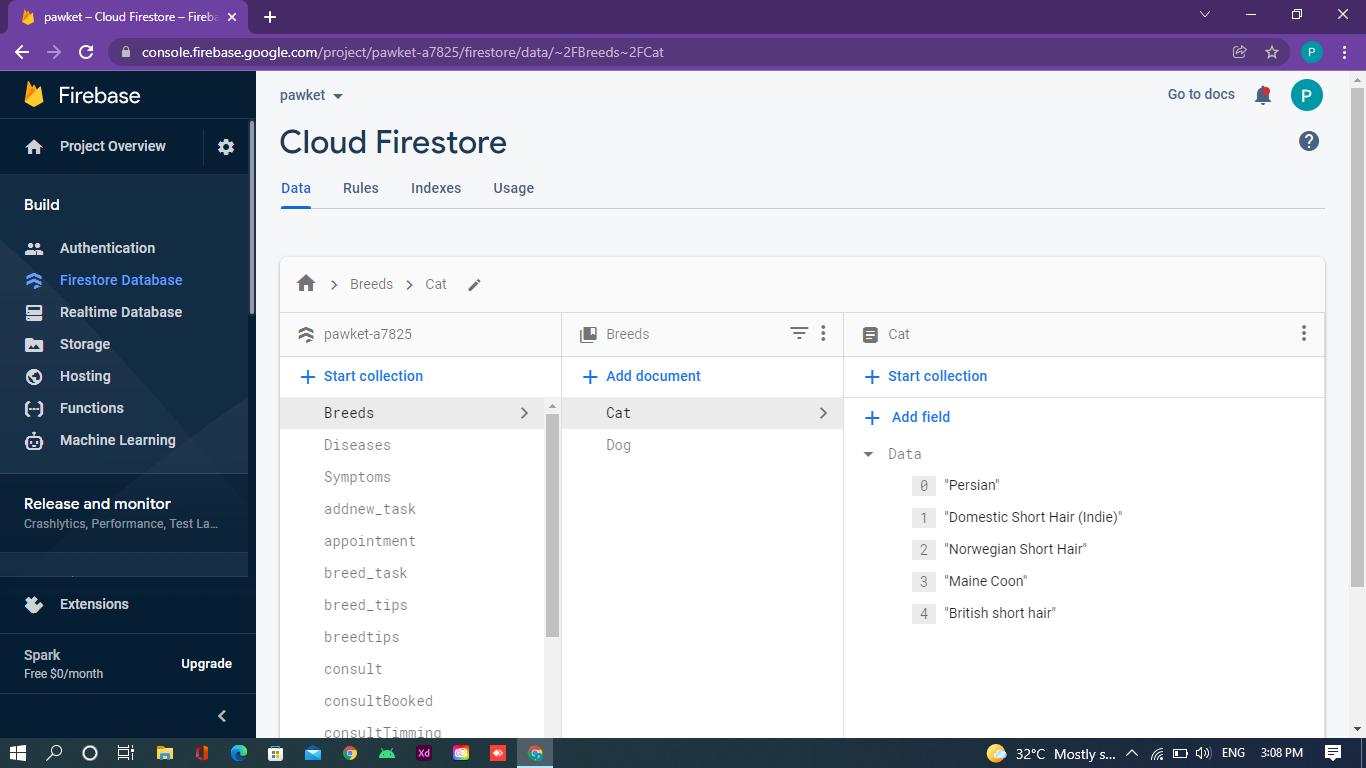 pawket – Cloud Firestore – Fireba
console.firebase.google.com/project/pawket-a7825/firestore/data/~2FBreeds~2FCat
P
Firebase
pawket
Go to docs
P
Project Overview
Cloud Firestore
Data Rules Indexes Usage
Build
Authentication
Firestore Database
Realtime Database
Storage
Hosting
Functions
Machine Learning
Release and monitor
Crashlytics, Performance, Test La...
Extensions
Spark
Free $0/month
Upgrade
Breeds Cat
pawket-a7825
Start collection
Breeds
Diseases
Symptoms
addnew_task
appointment
breed_task
breed_tips
breedtips
consult
consultBooked
consultTimming
Breeds
Add document
Cat
Dog
Cat
Start collection
Add field
Data
0 "Persian"
1 "Domestic Short Hair (Indie)"
2 "Norwegian Short Hair"
3 "Maine Coon"
4 "British short hair"
Xd
32°C Mostly s... ENG 3:08 PM